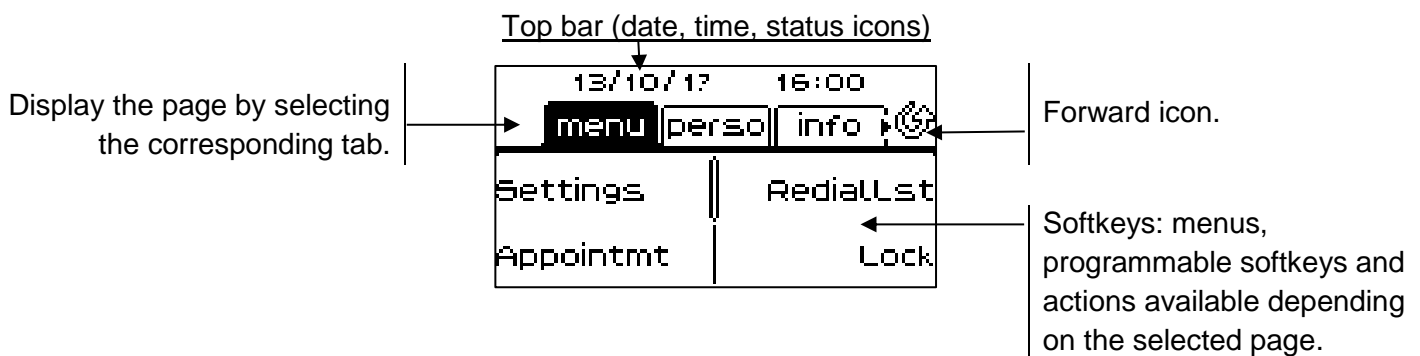 Top bar (date, time, status icons)
13/10/17 16:00
Display the page by selecting
the corresponding tab.
menu perso info
Forward icon.
Settings RedialLst
Appointmt Lock
Softkeys: menus,
programmable softkeys and
actions available depending
on the selected page.